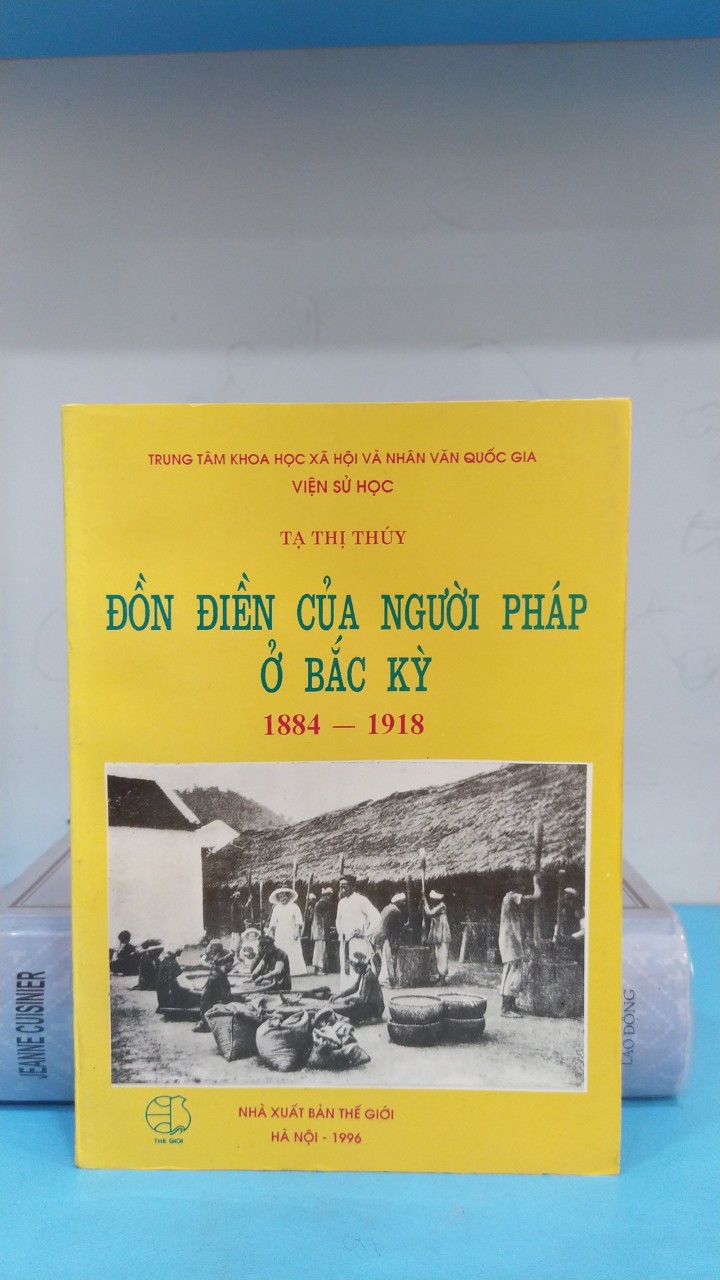 TRUNG TÂM KHOA HỌC XÃ HỘI VÀ NHÂN VĂN QUỐC GIA
VIỆN SỬ HỌC
TẠ THỊ THÚY
ĐỒN ĐIỀN CỦA NGƯỜI PHÁP
Ở BẮC KỲ
1884 — 1918
JEANNE CUISINIER
LAO ĐỘNG
THE GIOI
NHÀ XUẤT BẢN THẾ GIỚI
HÀ NỘI - 1996